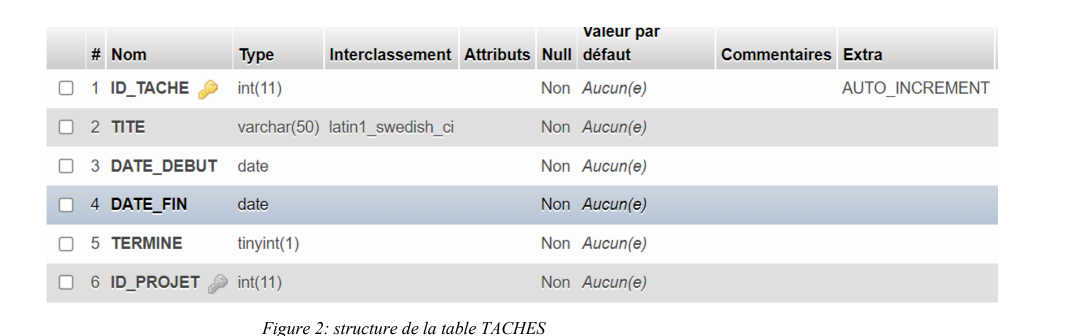 # Nom Type Interclassement Attributs Null Valeur par défaut Commentaires Extra
1 ID_TACHE int(11) Non Aucun(e) AUTO_INCREMENT
2 TITE varchar(50) latin1_swedish_ci Non Aucun(e)
3 DATE_DEBUT date Non Aucun(e)
4 DATE_FIN date Non Aucun(e)
5 TERMINE tinyint(1) Non Aucun(e)
6 ID_PROJET int(11) Non Aucun(e)
Figure 2: structure de la table TACHES